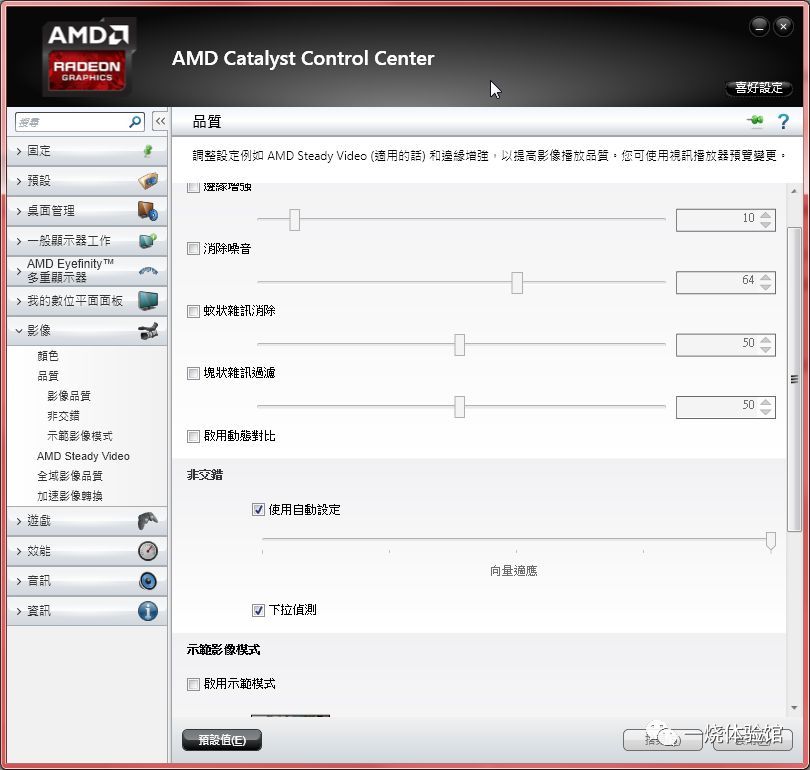 AMD
RADEON
GRAPHICS
AMD Catalyst Control Center
喜好設定
搜尋
品質
調整設定例如 AMD Steady Video (適用的話) 和邊緣增強，以提高影像播放品質。您可使用視訊播放器預覽變更。
固定
預設
桌面管理
一般顯示器工作
AMD Eyefinity™
多重顯示器
我的數位平面面板
影像
顏色
品質
影像品質
非交錯
示範影像模式
AMD Steady Video
全域影像品質
加速影像轉換
遊戲
效能
音訊
資訊
邊緣增強
10
消除噪音
64
蚊狀雜訊消除
50
塊狀雜訊過濾
50
啟用動態對比
非交錯
使用自動設定
向量適應
下拉偵測
示範影像模式
啟用示範模式
預設值(E)
一烧体验馆